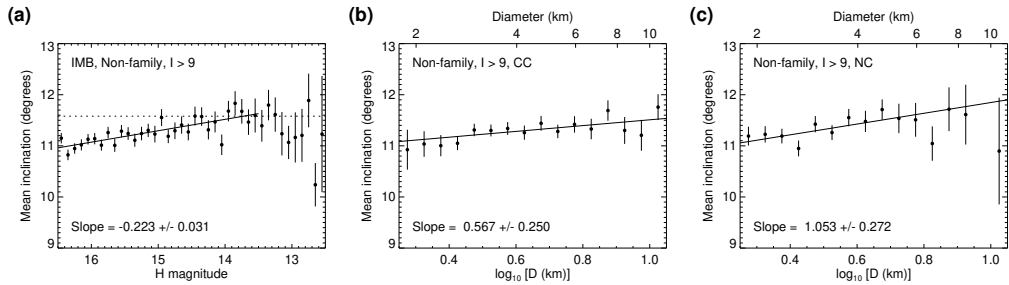 (a)
IMB, Non-family, I > 9
Slope = -0.223 +/- 0.031
Mean inclination (degrees)
13
12
11
10
9
16
15
14
13
H magnitude
(b)
Diameter (km)
2
4
6
8
10
Non-family, I > 9, CC
Slope = 0.567 +/- 0.250
Mean inclination (degrees)
13
12
11
10
9
0.4
0.6
0.8
1.0
log10 [D (km)]
(c)
Diameter (km)
2
4
6
8
10
Non-family, I > 9, NC
Slope = 1.053 +/- 0.272
Mean inclination (degrees)
13
12
11
10
9
0.4
0.6
0.8
1.0
log10 [D (km)]